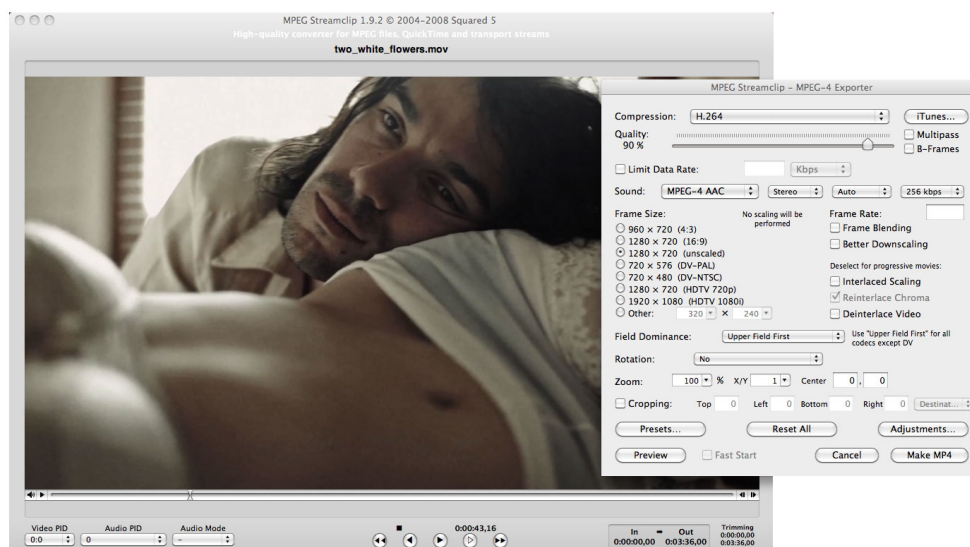 MPEG Streamclip 1.9.2 © 2004-2008 Squared 5
High-quality converter for MPEG files, QuickTime and transport streams
two_white_flowers.mov
MPEG Streamclip - MPEG-4 Exporter
Compression: H.264 iTunes...
Quality: Multipass
90 % B-Frames
Limit Data Rate: Kbps
Sound: MPEG-4 AAC Stereo Auto 256 kbps
Frame Size: No scaling will be performed Frame Rate:
960 × 720 (4:3) Frame Blending
1280 × 720 (16:9) Better Downscaling
1280 × 720 (unscaled)
720 × 576 (DV-PAL) Deselect for progressive movies:
720 × 480 (DV-NTSC) Interlaced Scaling
1280 × 720 (HDTV 720p) Reinterlace Chroma
1920 × 1080 (HDTV 1080i) Deinterlace Video
Other: 320 × 240
Field Dominance: Upper Field First Use "Upper Field First" for all
codecs except DV
Rotation: No
Zoom: 100 % X/Y 1 Center 0 , 0
Cropping: Top 0 Left 0 Bottom 0 Right 0 Destinat...
Presets... Reset All Adjustments...
Preview Fast Start Cancel Make MP4
Video PID Audio PID Audio Mode 0:00:43,16 In Out Trimming
0:0 0 - 0:00:00,00 0:03:36,00 0:00:00,00
0:03:36,00